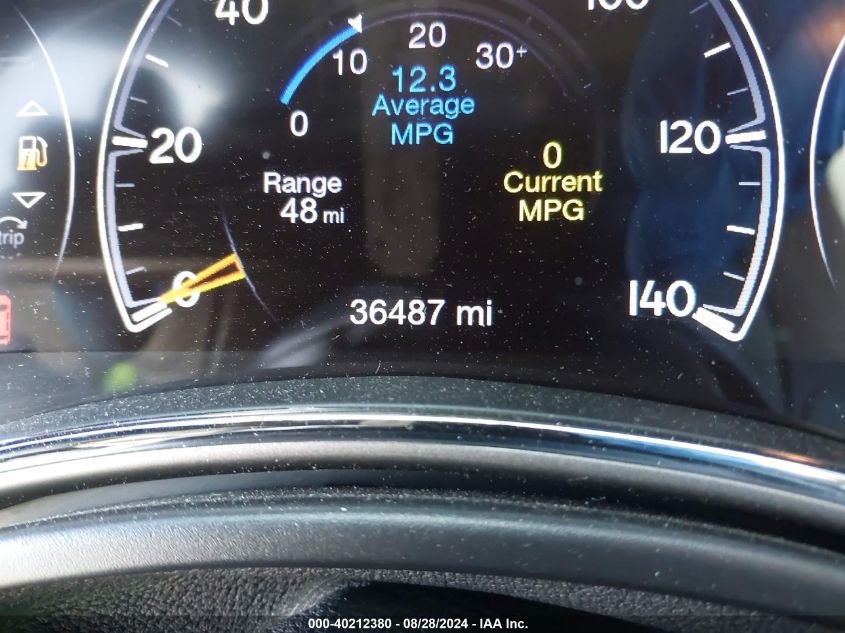 40
100
20
10
30+
12.3
Average
MPG
0
20
120
0
Current
MPG
Range
48 mi
trip
0
36487 mi
140
000-40212380 - 08/28/2024 - IAA Inc.